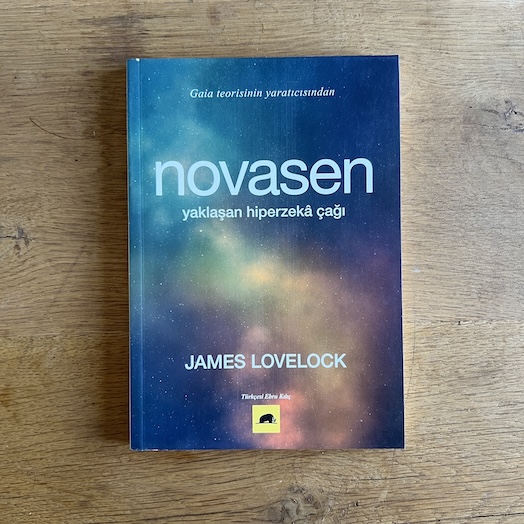 Gaia teorisinin yaratıcısından
novasen
yaklaşan hiperzekâ çağı
JAMES LOVELOCK
Türkçesi Ebru Kılıç